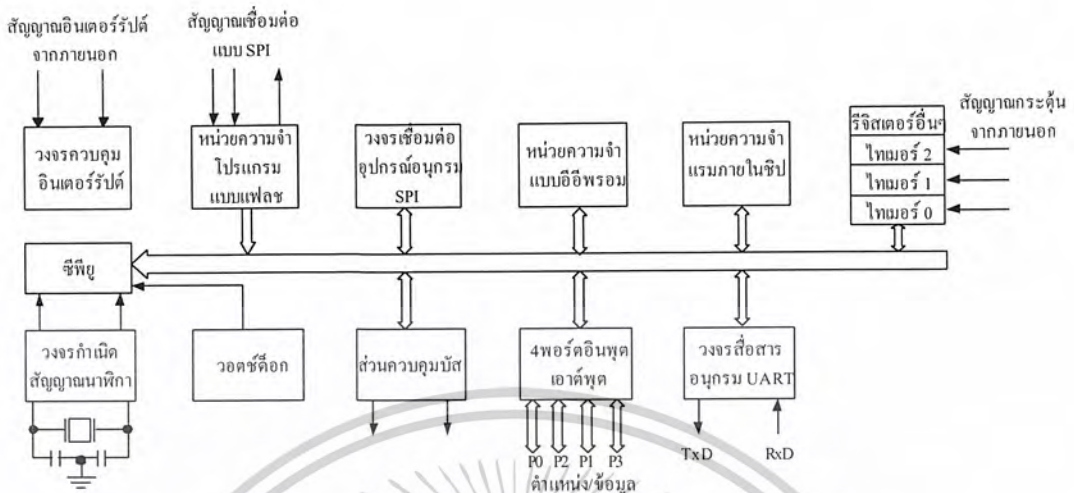 สัญญาณอินเตอร์รัปต์
จากภายนอก
สัญญาณเชื่อมต่อ
แบบ SPI
วงจรควบคุม
อินเตอร์รัปต์
หน่วยความจำ
โปรแกรม
แบบแฟลช
วงจรเชื่อมต่อ
อุปกรณ์อนุกรม
SPI
หน่วยความจำ
แบบอีอีพรอม
หน่วยความจำ
แรมภายในชิป
รีจิสเตอร์อื่นๆ
ไทเมอร์ 2
ไทเมอร์ 1
ไทเมอร์ 0
สัญญาณกระตุ้น
จากภายนอก
ซีพียู
วงจรกำเนิด
สัญญาณนาฬิกา
วอตช์ด็อก
ส่วนควบคุมบัส
4พอร์ตอินพุต
เอาต์พุต
วงจรสื่อสาร
อนุกรม UART
P0 P2 P1 P3
ตำแหน่ง/ข้อมูล
TxD RxD